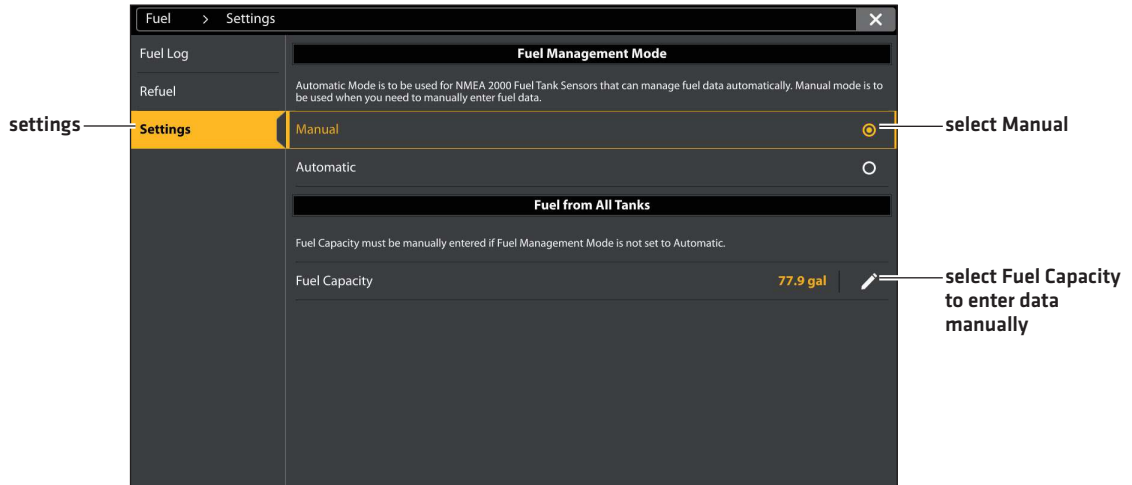 Fuel > Settings
Fuel Log
Refuel
Settings
Fuel Management Mode
Automatic Mode is to be used for NMEA 2000 Fuel Tank Sensors that can manage fuel data automatically. Manual mode is to
be used when you need to manually enter fuel data.
Manual
Automatic
Fuel from All Tanks
Fuel Capacity must be manually entered if Fuel Management Mode is not set to Automatic.
Fuel Capacity 77.9 gal
settings
select Manual
select Fuel Capacity
to enter data
manually